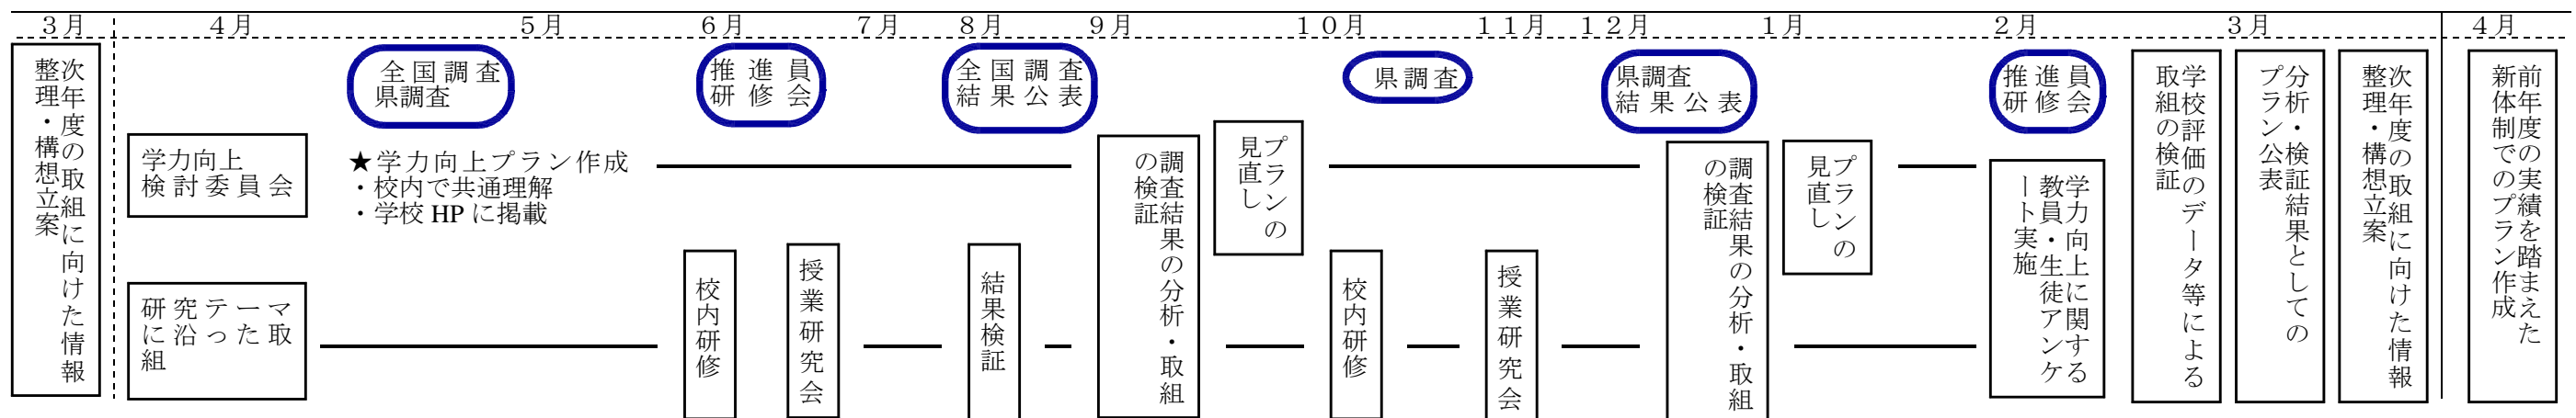 3月
4月
5月
6月
7月
8月
9月
10月
11月
12月
1月
2月
3月
4月
次年度の取組に向けた情報
整理・構想立案
学力向上
検討委員会
研究テーマ
に沿った取
組
全国調査
県調査
★学力向上プラン作成
・校内で共通理解
・学校HPに掲載
推進員
研修会
校内研修
授業研究会
全国調査
結果公表
結果検証
調査結果の分析・取組
の検証
プランの
見直し
県調査
校内研修
授業研究会
県調査
結果公表
調査結果の分析・取組
の検証
プランの
見直し
推進員
研修会
学力向上に関する
教員・生徒アンケ
ート実施
学校評価のデータ等による
取組の検証
分析・検証結果としての
プラン公表
次年度の取組に向けた情報
整理・構想立案
前年度の実績を踏まえた
新体制でのプラン作成